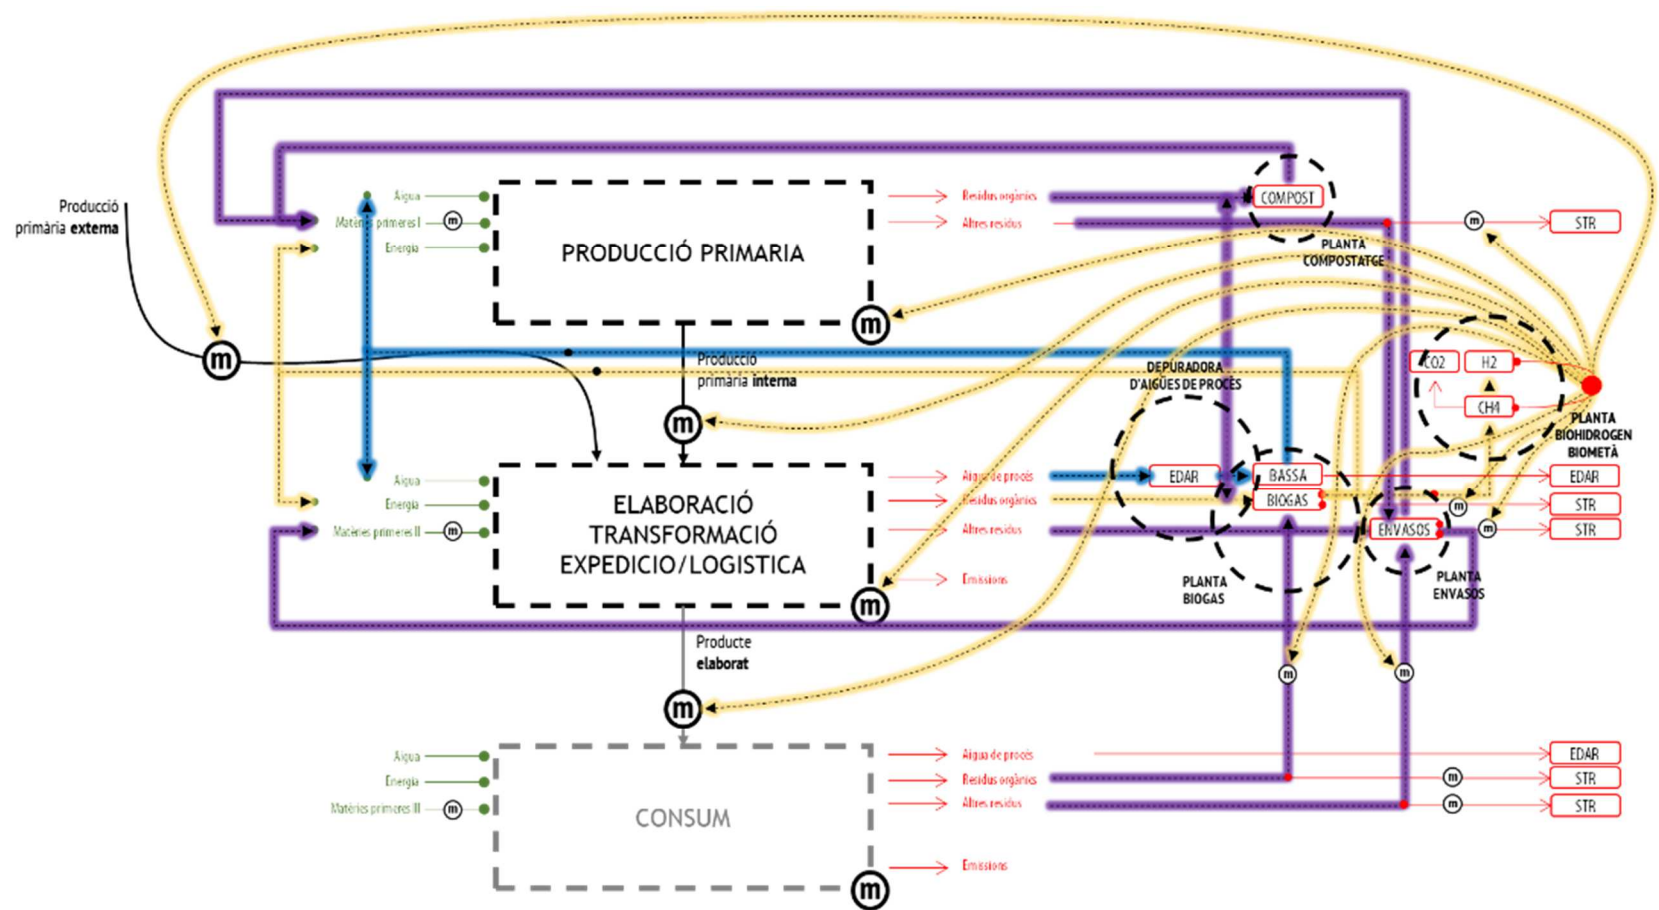 Producció
primària externa
m
Aigua
Matèries primeres I
m
Energia
PRODUCCIÓ PRIMARIA
m
Residus orgànics
Altres residus
COMPOST
PLANTA
COMPOSTATGE
m
STR
Producció
primària interna
m
DEPURADORA
D'AIGÜES DE PROCÉS
CO2
H2
CH4
PLANTA
BIOHIDROGEN
BIOMETÀ
Aigua
Energia
Matèries primeres II
m
ELABORACIÓ
TRANSFORMACIÓ
EXPEDICIO/LOGISTICA
m
Aigua de procés
Residus orgànics
Altres residus
Emissions
EDAR
BASSA
BIOGAS
ENVASOS
PLANTA
BIOGAS
PLANTA
ENVASOS
m
m
EDAR
STR
STR
Producte
elaborat
m
m
m
Aigua
Energia
Matèries primeres III
m
CONSUM
m
Aigua de procés
Residus orgànics
Altres residus
Emissions
m
m
EDAR
STR
STR